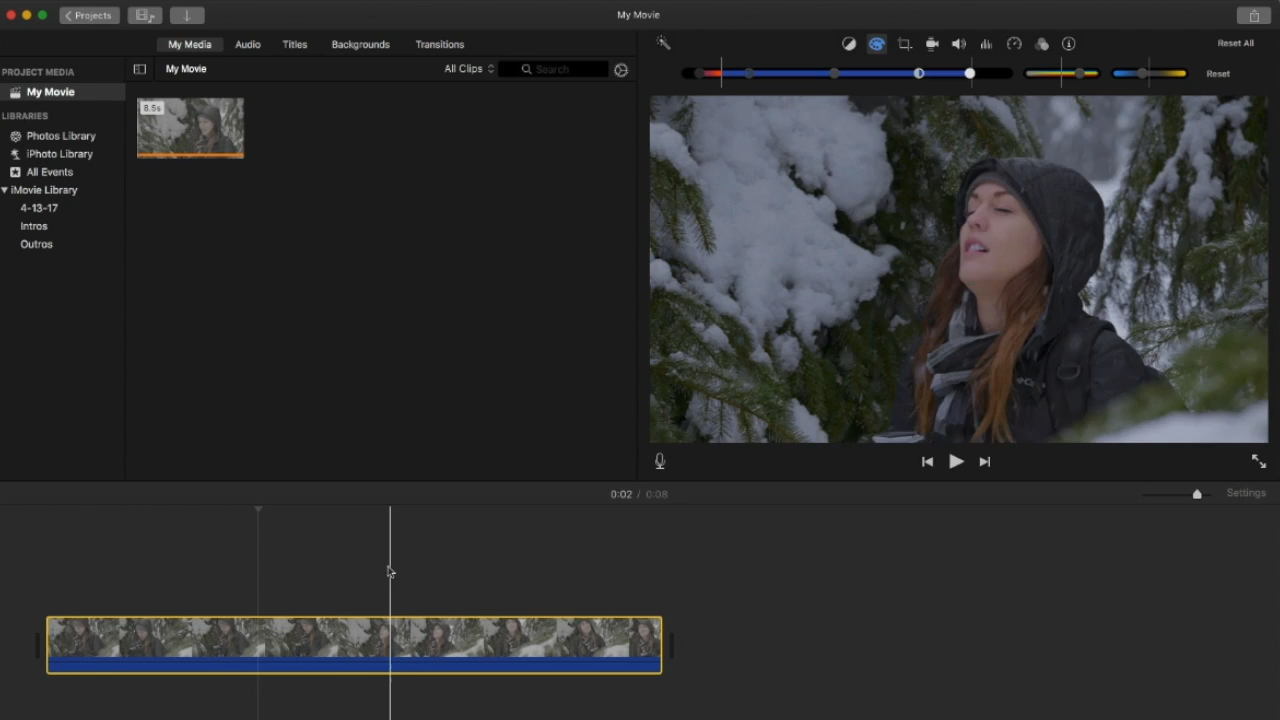 Projects
My Movie
My Media Audio Titles Backgrounds Transitions
Reset All
PROJECT MEDIA
My Movie
All Clips
Search
Reset
My Movie
LIBRARIES
8.5s
Photos Library
iPhoto Library
All Events
iMovie Library
4-13-17
Intros
Outros
0:02 / 0:08
Settings